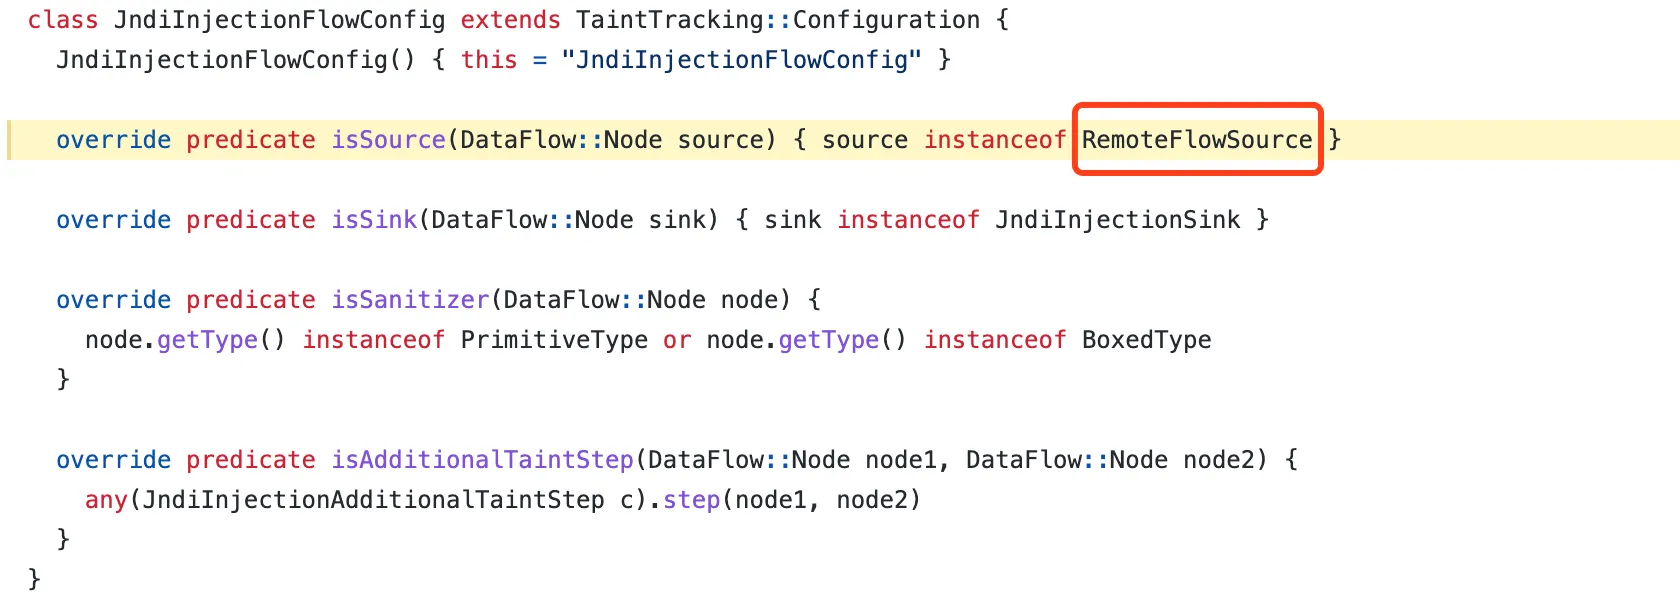 class JndiInjectionFlowConfig extends TaintTracking::Configuration {
  JndiInjectionFlowConfig() { this = "JndiInjectionFlowConfig" }

  override predicate isSource(DataFlow::Node source) { source instanceof RemoteFlowSource }

  override predicate isSink(DataFlow::Node sink) { sink instanceof JndiInjectionSink }

  override predicate isSanitizer(DataFlow::Node node) {
    node.getType() instanceof PrimitiveType or node.getType() instanceof BoxedType
  }

  override predicate isAdditionalTaintStep(DataFlow::Node node1, DataFlow::Node node2) {
    any(JndiInjectionAdditionalTaintStep c).step(node1, node2)
  }
}